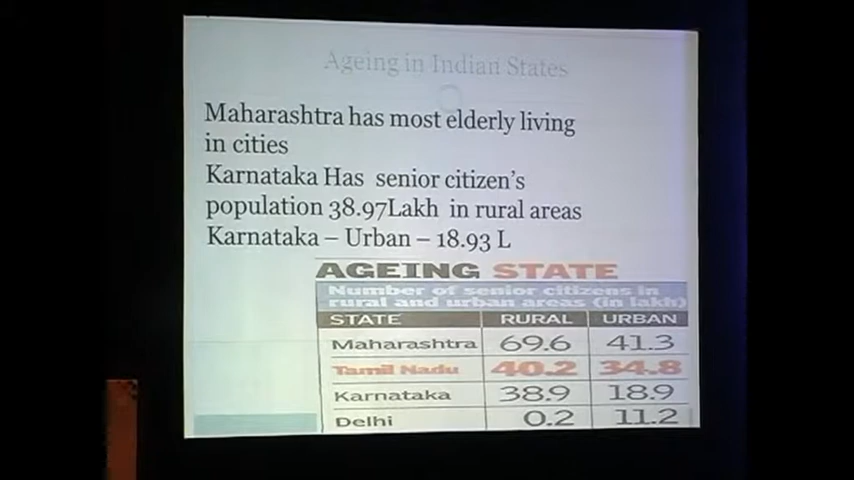 Ageing in Indian States
Maharashtra has most elderly living
in cities
Karnataka Has senior citizen's
population 38.97Lakh in rural areas
Karnataka – Urban – 18.93 L
AGEING STATE
Number of senior citizens in
rural and urban areas (in lakh)
STATE RURAL URBAN
Maharashtra 69.6 41.3
Tamil Nadu 40.2 34.8
Karnataka 38.9 18.9
Delhi 0.2 11.2